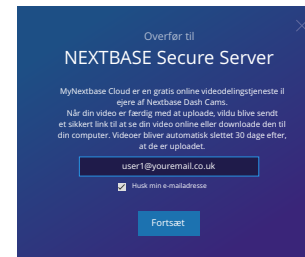 Overfør til
NEXTBASE Secure Server
MyNextbase Cloud er en gratis online videodelingstjeneste til
ejere af Nextbase Dash Cams.
Når din video er færdig med at uploade, vildu blive sendt
et sikkert link til at se din video online eller downloade den til
din computer. Videoer bliver automatisk slettet 30 dage efter,
at de er uploadet.
user1@youremail.co.uk
Husk min e-mailadresse
Fortsæt